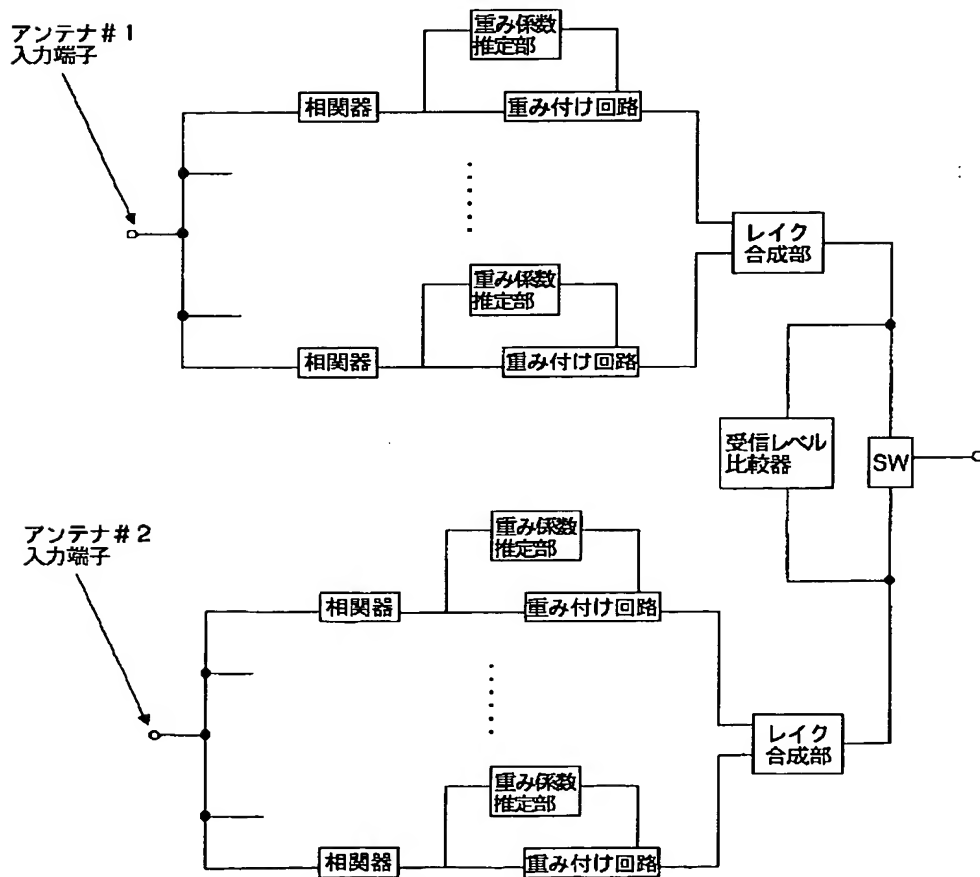 アンテナ#1
入力端子
重み係数
推定部
相関器
重み付け回路
レイク
合成部
重み係数
推定部
相関器
重み付け回路
受信レベル
比較器
SW
アンテナ#2
入力端子
重み係数
推定部
相関器
重み付け回路
レイク
合成部
重み係数
推定部
相関器
重み付け回路